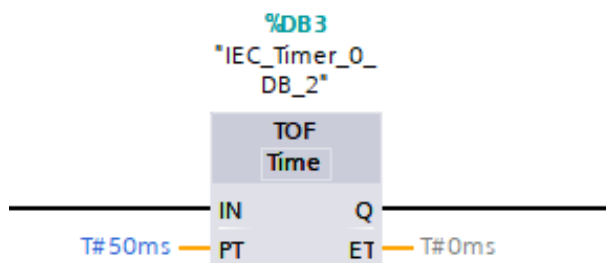 %DB3
"IEC_Timer_0_
DB_2"
TOF
Time
IN Q
T#50ms PT ET T#0ms